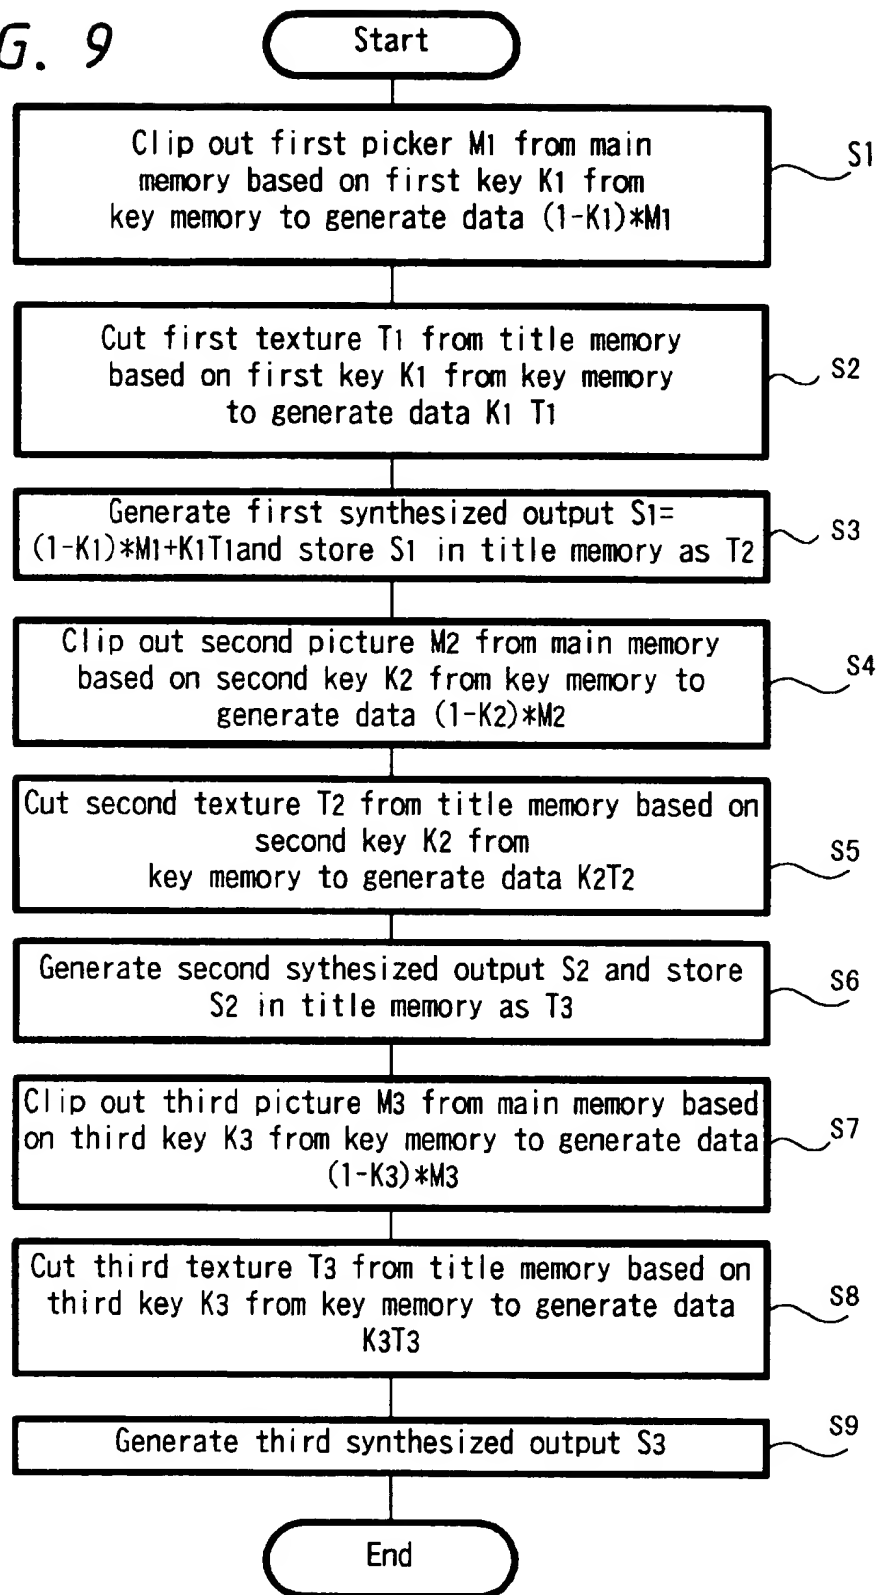 G. 9
Start
Clip out first picker M1 from main
memory based on first key K1 from
key memory to generate data (1-K1)*M1
S1
Cut first texture T1 from title memory
based on first key K1 from key memory
to generate data K1 T1
S2
Generate first synthesized output S1=
(1-K1)*M1+K1T1and store S1 in title memory as T2
S3
Clip out second picture M2 from main memory
based on second key K2 from key memory to
generate data (1-K2)*M2
S4
Cut second texture T2 from title memory based on
second key K2 from
key memory to generate data K2T2
S5
Generate second sythesized output S2 and store
S2 in title memory as T3
S6
Clip out third picture M3 from main memory based
on third key K3 from key memory to generate data
(1-K3)*M3
S7
Cut third texture T3 from title memory based on
third key K3 from key memory to generate data
K3T3
S8
Generate third synthesized output S3
S9
End